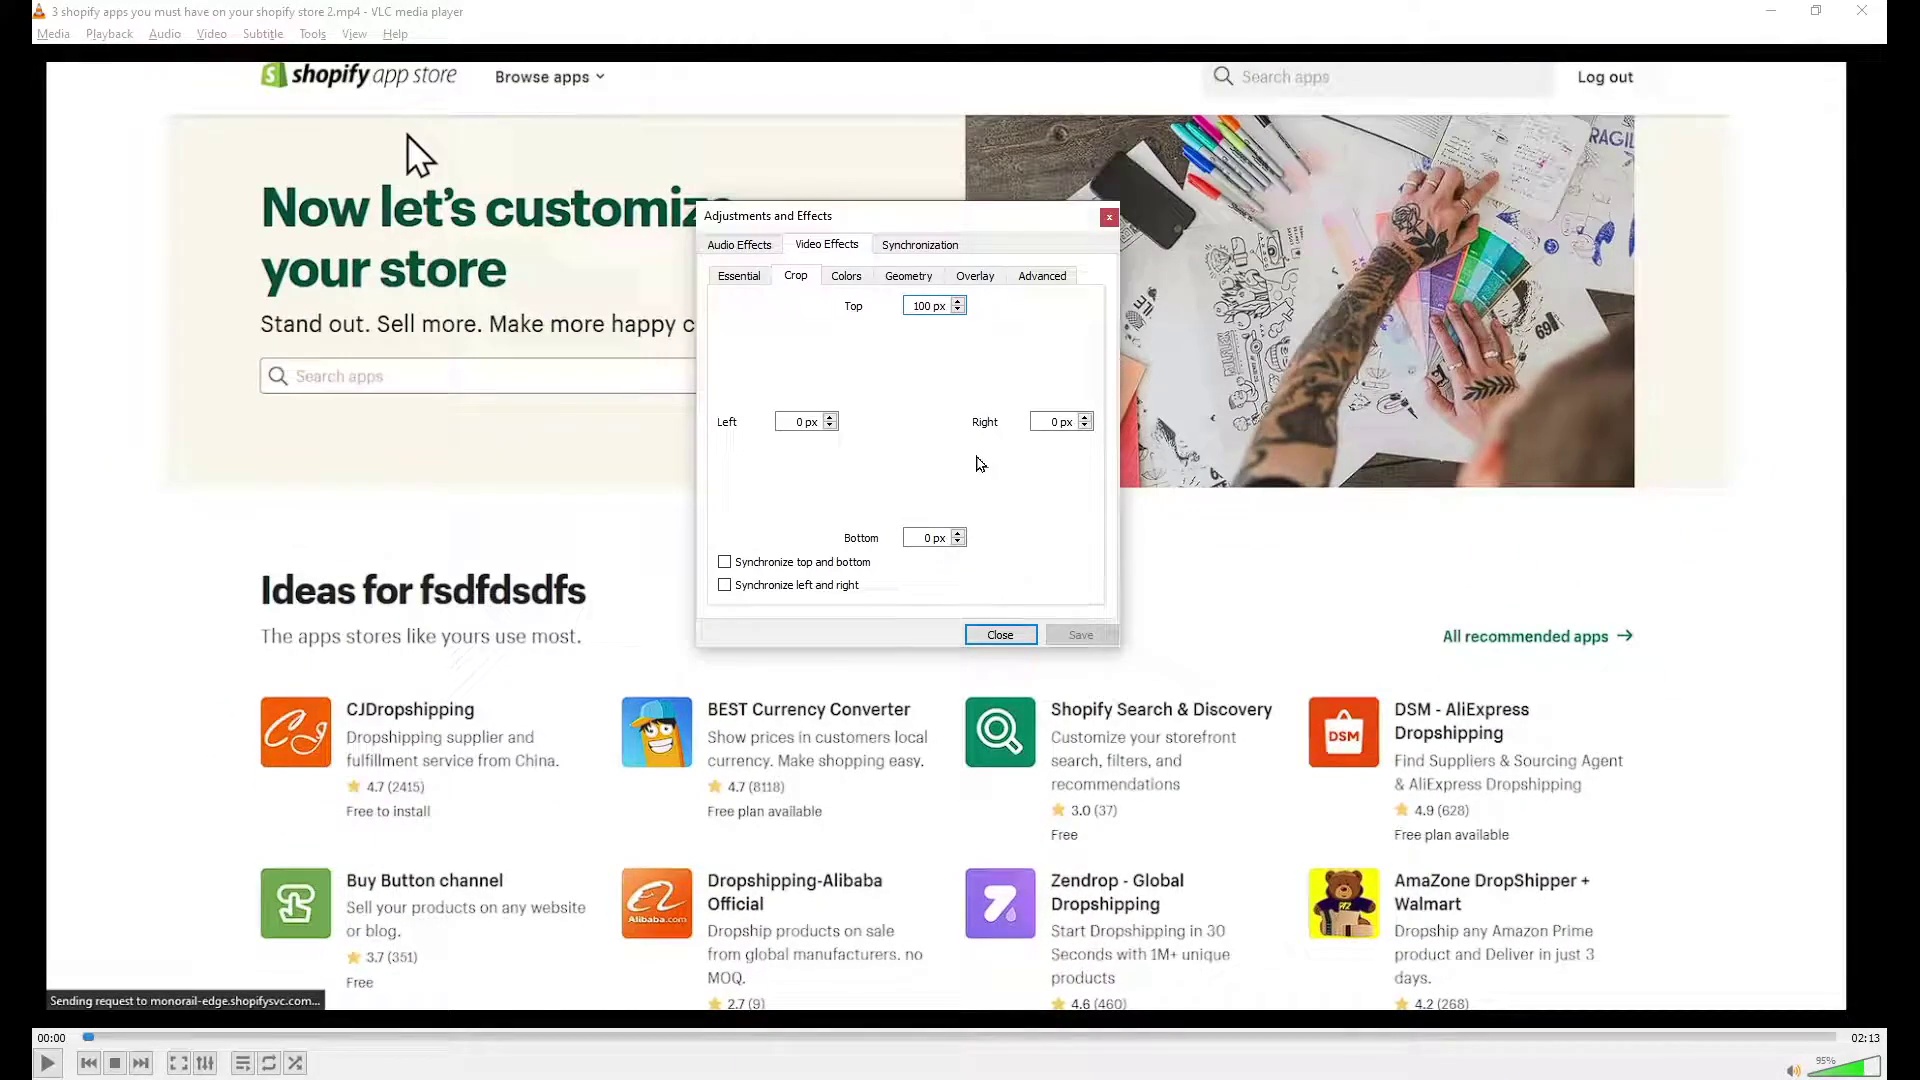 3 shopify apps you must have on your shopify store 2.mp4 - VLC media player
Media Playback Audio Video Subtitle Tools View Help
shopify app store
Browse apps
Search apps
Log out
Now let's customiz
your store
Stand out. Sell more. Make more happy c
Search apps
RAGIL
69
Adjustments and Effects
x
Audio Effects Video Effects Synchronization
Essential Crop Colors Geometry Overlay Advanced
Top 100 px
Left 0 px
Right 0 px
Bottom 0 px
Synchronize top and bottom
Synchronize left and right
Close Save
Ideas for fsdfdsdfs
The apps stores like yours use most.
All recommended apps →
CJDropshipping
Dropshipping supplier and
fulfillment service from China.
4.7 (2415)
Free to install
BEST Currency Converter
Show prices in customers local
currency. Make shopping easy.
4.7 (8118)
Free plan available
Shopify Search & Discovery
Customize your storefront
search, filters, and
recommendations
3.0 (37)
Free
DSM
DSM - AliExpress
Dropshipping
Find Suppliers & Sourcing Agent
& AliExpress Dropshipping
4.9 (628)
Free plan available
Buy Button channel
Sell your products on any website
or blog.
3.7 (351)
Free
Alibaba.com
Dropshipping-Alibaba
Official
Dropship products on sale
from global manufacturers. no
MOQ.
2.7 (9)
Zendrop - Global
Dropshipping
Start Dropshipping in 30
Seconds with 1M+ unique
products
4.6 (460)
AmaZone DropShipper +
Walmart
Dropship any Amazon Prime
product and Deliver in just 3
days.
4.2 (268)
Sending request to monorail-edge.shopifysvc.com...
00:00
02:13
95%